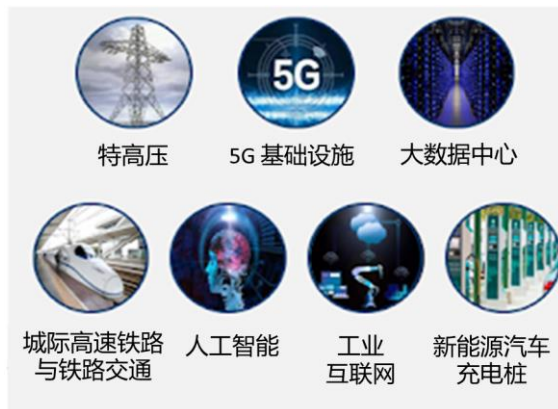 5G
特高压
5G 基础设施
大数据中心
城际高速铁路
与铁路交通
人工智能
工业
互联网
新能源汽车
充电桩